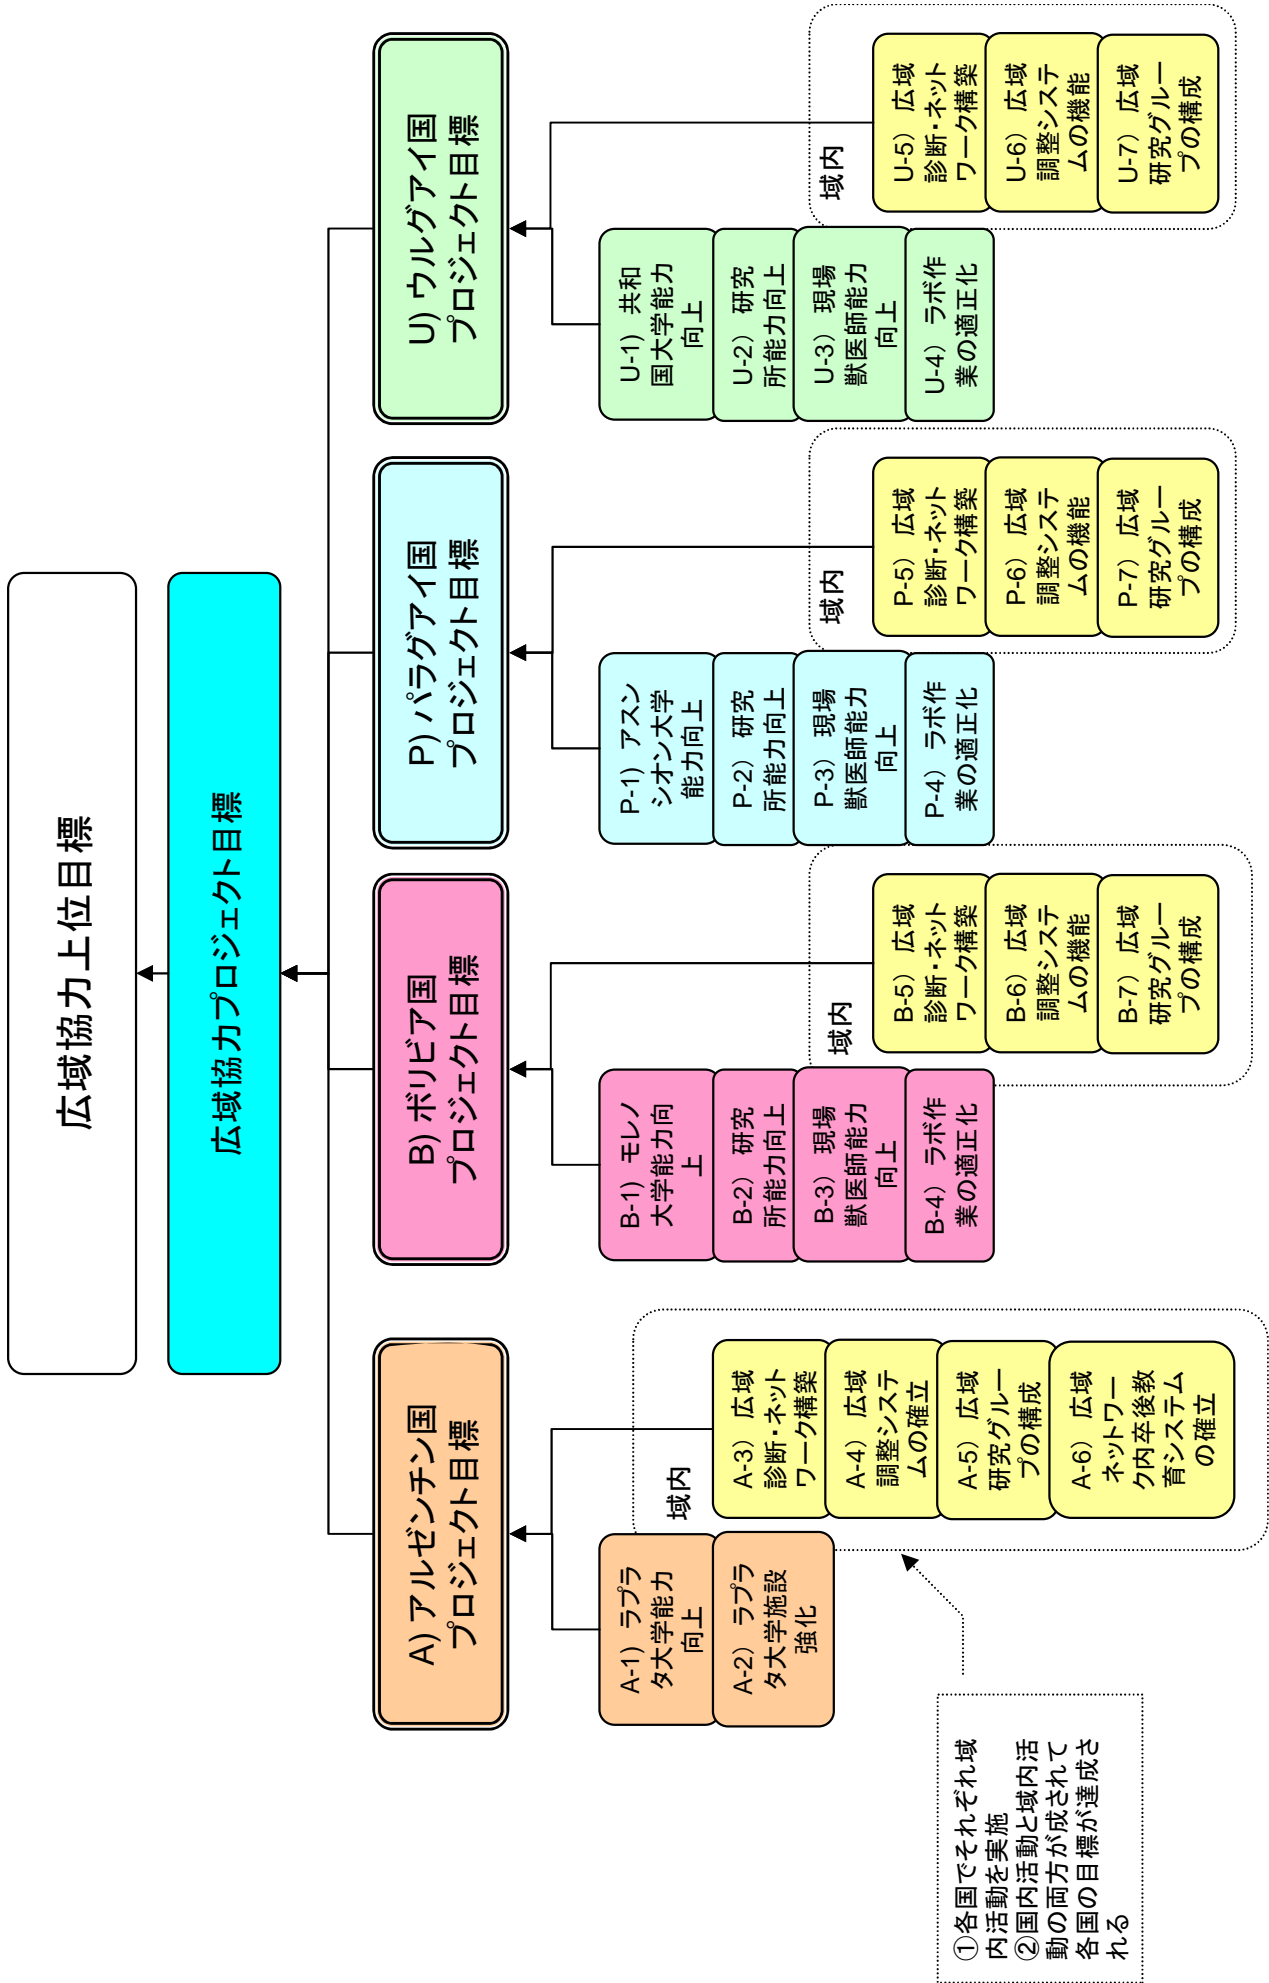 広域協力上位目標
広域協力プロジェクト目標
A) アルゼンチン国
プロジェクト目標
B) ボリビア国
プロジェクト目標
P) パラグアイ国
プロジェクト目標
U) ウルグアイ国
プロジェクト目標
A-1) ラプラ
タ大学能力
向上
A-2) ラプラ
タ大学施設
強化
域内
A-3) 広域
診断・ネット
ワーク構築
A-4) 広域
調整システ
ムの確立
A-5) 広域
研究グルー
プの構成
A-6) 広域
ネットワー
ク内卒後教
育システム
の確立
B-1) モレノ
大学能力向
上
B-2) 研究
所能力向上
B-3) 現場
獣医師能力
向上
B-4) ラボ作
業の適正化
域内
B-5) 広域
診断・ネット
ワーク構築
B-6) 広域
調整システ
ムの機能
B-7) 広域
研究グルー
プの構成
P-1) アスン
シオン大学
能力向上
P-2) 研究
所能力向上
P-3) 現場
獣医師能力
向上
P-4) ラボ作
業の適正化
域内
P-5) 広域
診断・ネット
ワーク構築
P-6) 広域
調整システ
ムの機能
P-7) 広域
研究グルー
プの構成
U-1) 共和
国大学能力
向上
U-2) 研究
所能力向上
U-3) 現場
獣医師能力
向上
U-4) ラボ作
業の適正化
域内
U-5) 広域
診断・ネット
ワーク構築
U-6) 広域
調整システ
ムの機能
U-7) 広域
研究グルー
プの構成
①各国でそれぞれ域
内活動を実施
②国内活動と域内活
動の両方が成されて
各国の目標が達成さ
れる